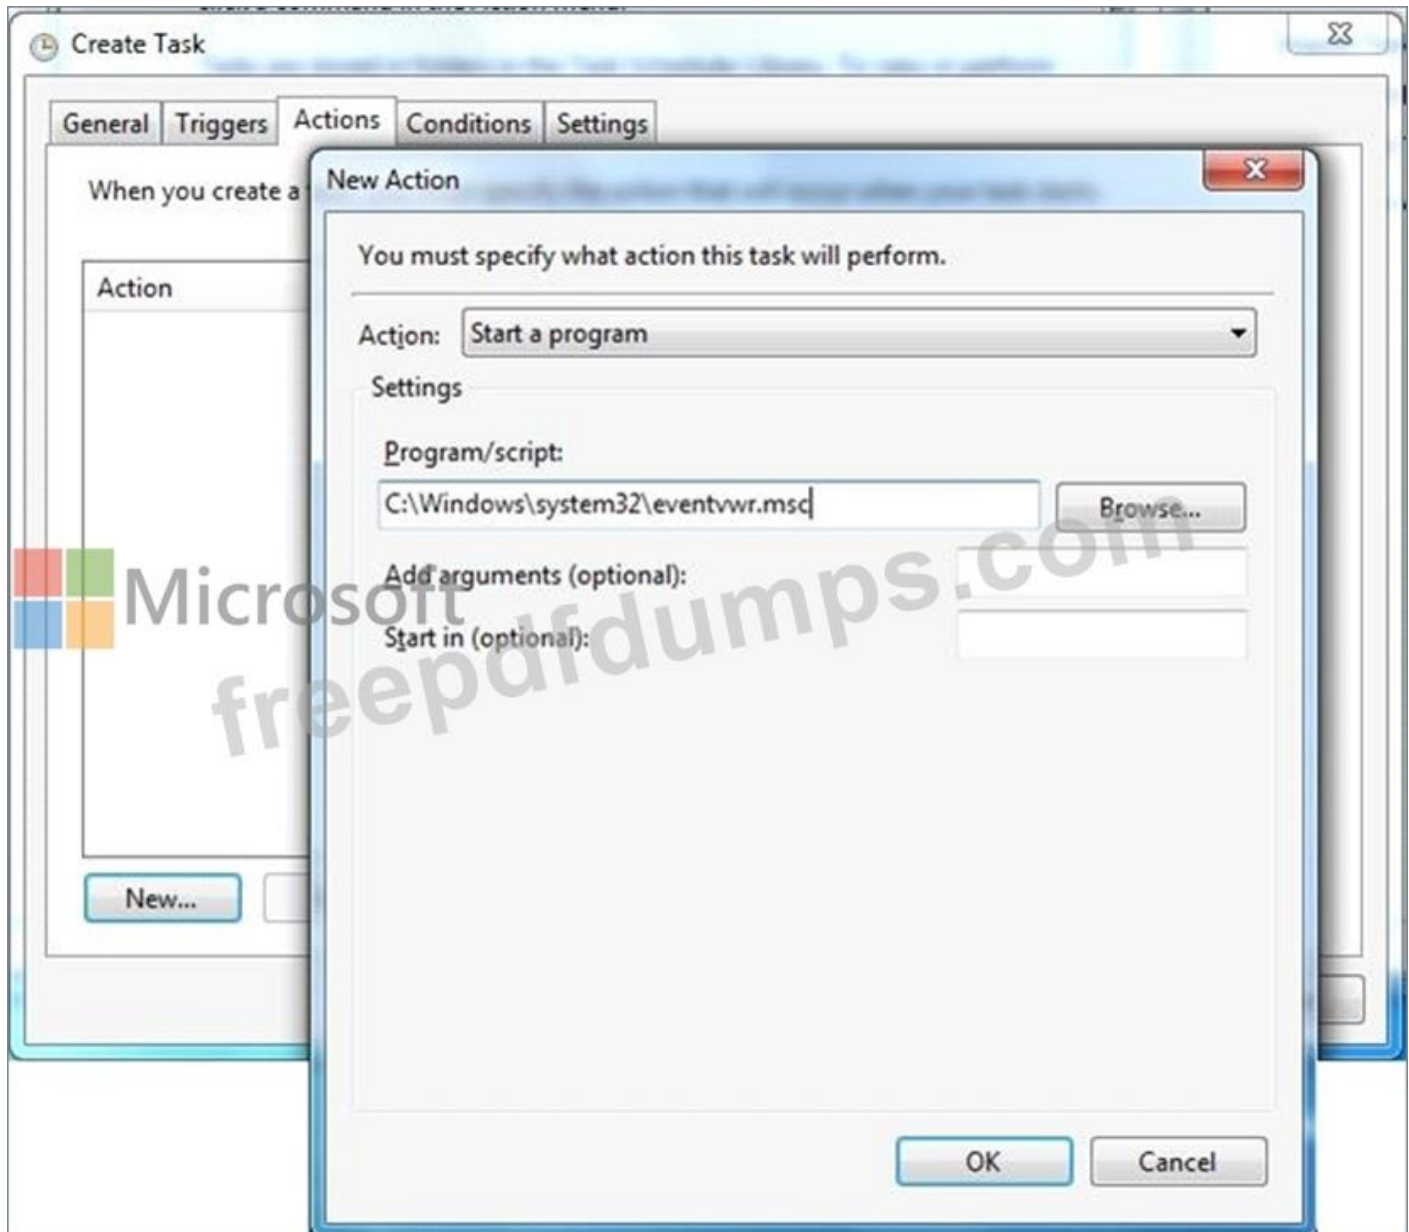 Create Task
General Triggers Actions Conditions Settings
New Action
When you create a
You must specify what action this task will perform.
Action
Action: Start a program
Settings
Program/script:
C:\Windows\system32\eventvwr.msc
Browse...
Add arguments (optional):
Start in (optional):
Microsoft
freepdfdumps.com
New...
OK Cancel